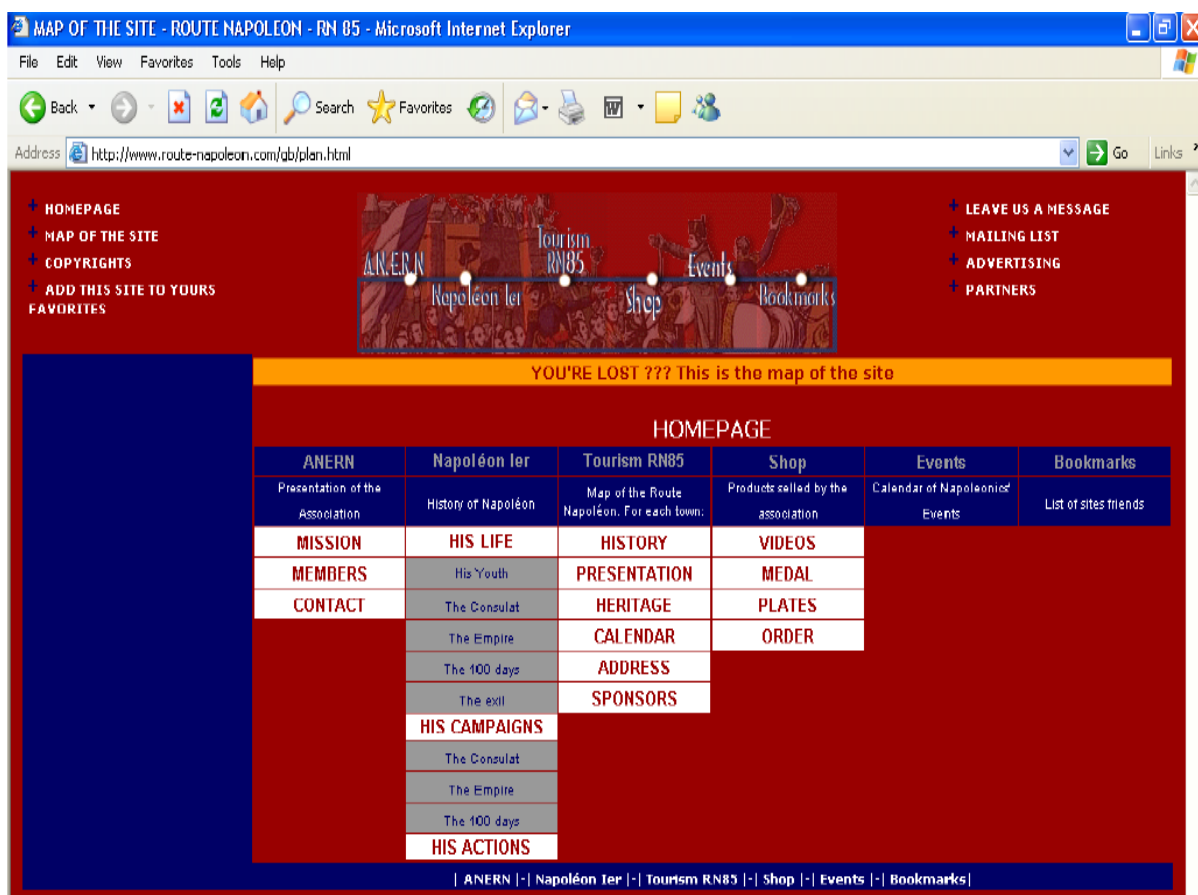 MAP OF THE SITE - ROUTE NAPOLEON - RN 85 - Microsoft Internet Explorer
File Edit View Favorites Tools Help
Back Search Favorites
Address http://www.route-napoleon.com/gb/plan.html Go Links
+ HOMEPAGE
+ MAP OF THE SITE
+ COPYRIGHTS
+ ADD THIS SITE TO YOURS
FAVORITES
A.N.E.R.N
Napoléon Ier
Tourism
RN85
Shop
Events
Bookmarks
+ LEAVE US A MESSAGE
+ MAILING LIST
+ ADVERTISING
+ PARTNERS
YOU'RE LOST ??? This is the map of the site
HOMEPAGE
ANERN Napoléon Ier Tourism RN85 Shop Events Bookmarks
Presentation of the
Association
History of Napoléon
Map of the Route
Napoléon. For each town:
Products selled by the
association
Calendar of Napoleonics'
Events
List of sites friends
MISSION HIS LIFE HISTORY VIDEOS
MEMBERS His Youth PRESENTATION MEDAL
CONTACT The Consulat HERITAGE PLATES
The Empire CALENDAR ORDER
The 100 days ADDRESS
The exil SPONSORS
HIS CAMPAIGNS
The Consulat
The Empire
The 100 days
HIS ACTIONS
| ANERN |-| Napoléon Ier |-| Tourism RN85 |-| Shop |-| Events |-| Bookmarks|